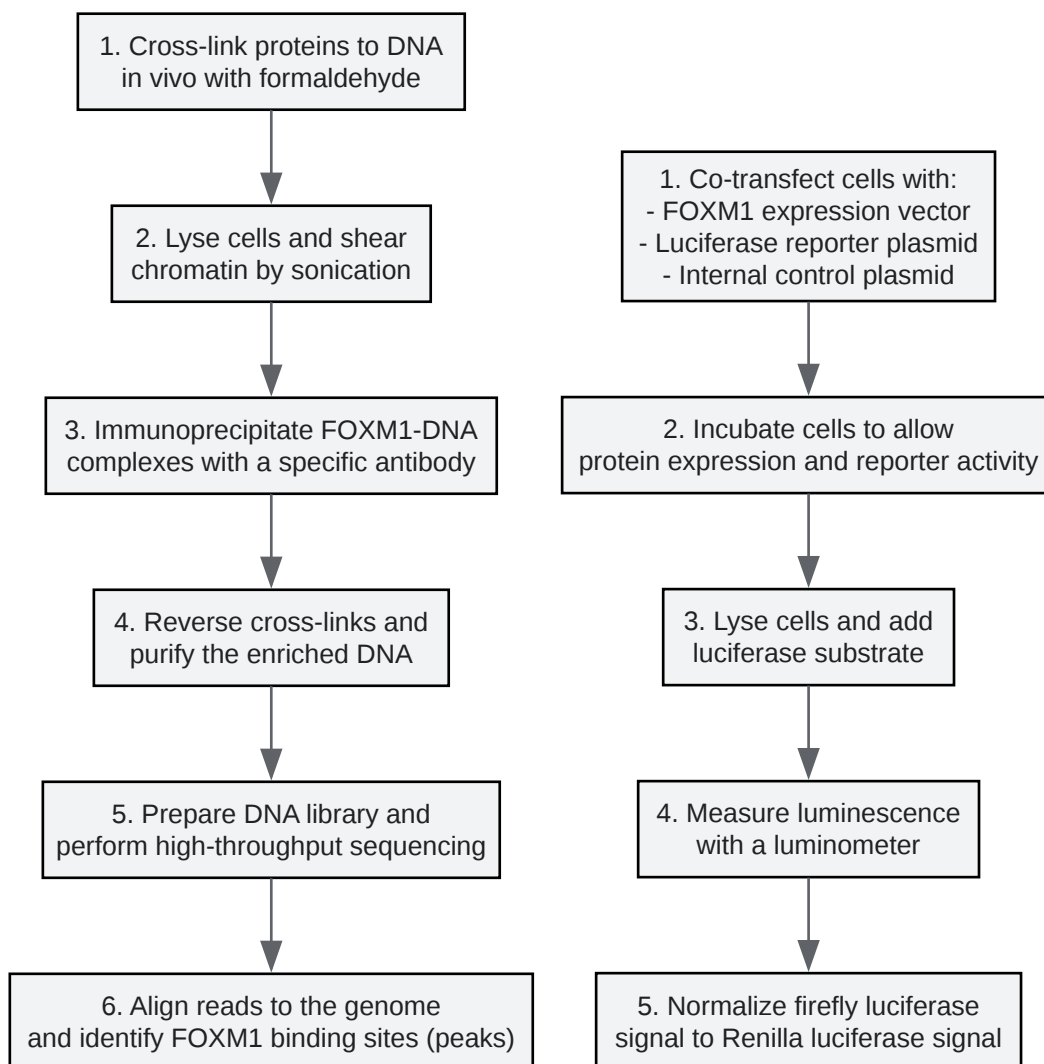 1. Cross-link proteins to DNA
in vivo with formaldehyde
2. Lyse cells and shear
chromatin by sonication
3. Immunoprecipitate FOXM1-DNA
complexes with a specific antibody
4. Reverse cross-links and
purify the enriched DNA
5. Prepare DNA library and
perform high-throughput sequencing
6. Align reads to the genome
and identify FOXM1 binding sites (peaks)
1. Co-transfect cells with:
- FOXM1 expression vector
- Luciferase reporter plasmid
- Internal control plasmid
2. Incubate cells to allow
protein expression and reporter activity
3. Lyse cells and add
luciferase substrate
4. Measure luminescence
with a luminometer
5. Normalize firefly luciferase
signal to Renilla luciferase signal